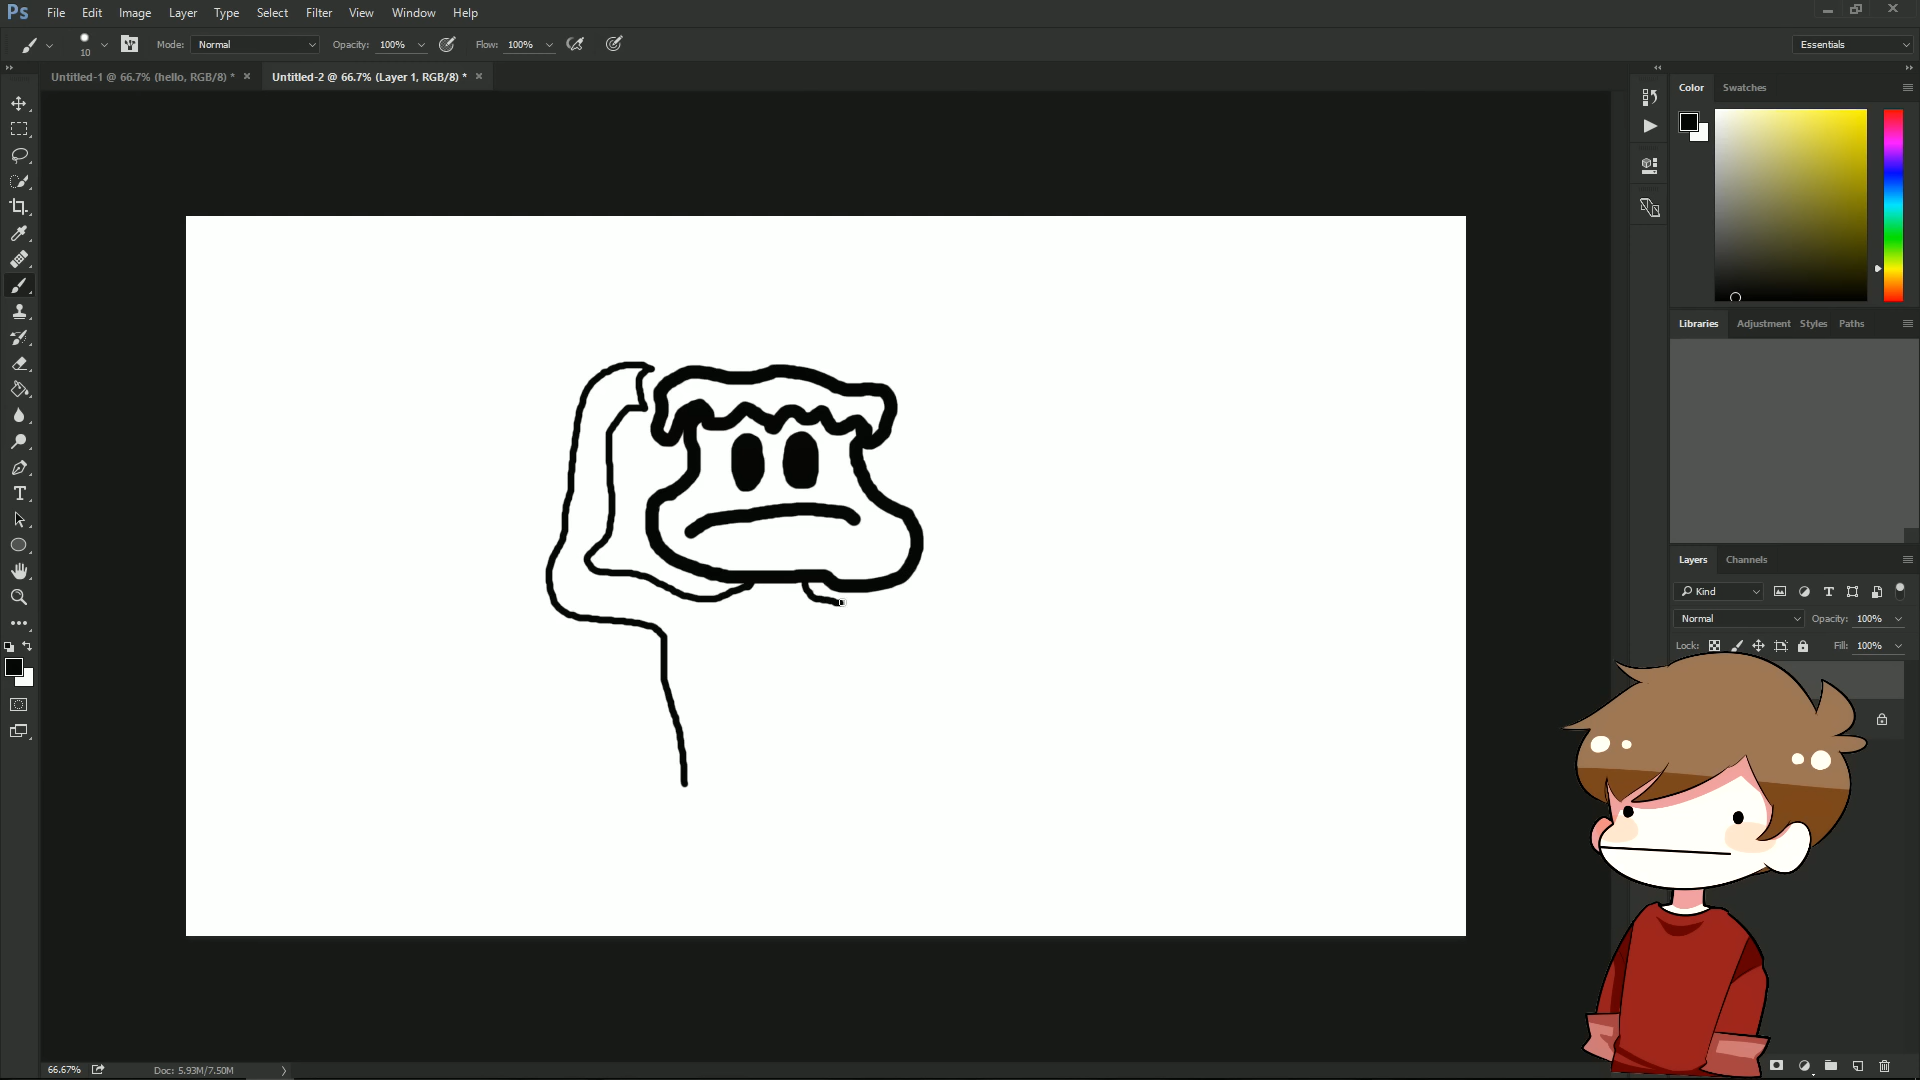 Ps File Edit Image Layer Type Select Filter View Window Help
10 Mode: Normal Opacity: 100% Flow: 100% Essentials
Untitled-1 @ 66.7% (hello, RGB/8) * × Untitled-2 @ 66.7% (Layer 1, RGB/8) * ×
Color Swatches
Libraries Adjustment Styles Paths
Layers Channels
Kind
Normal Opacity: 100%
Lock: Fill: 100%
66.67% Doc: 5.93M/7.50M